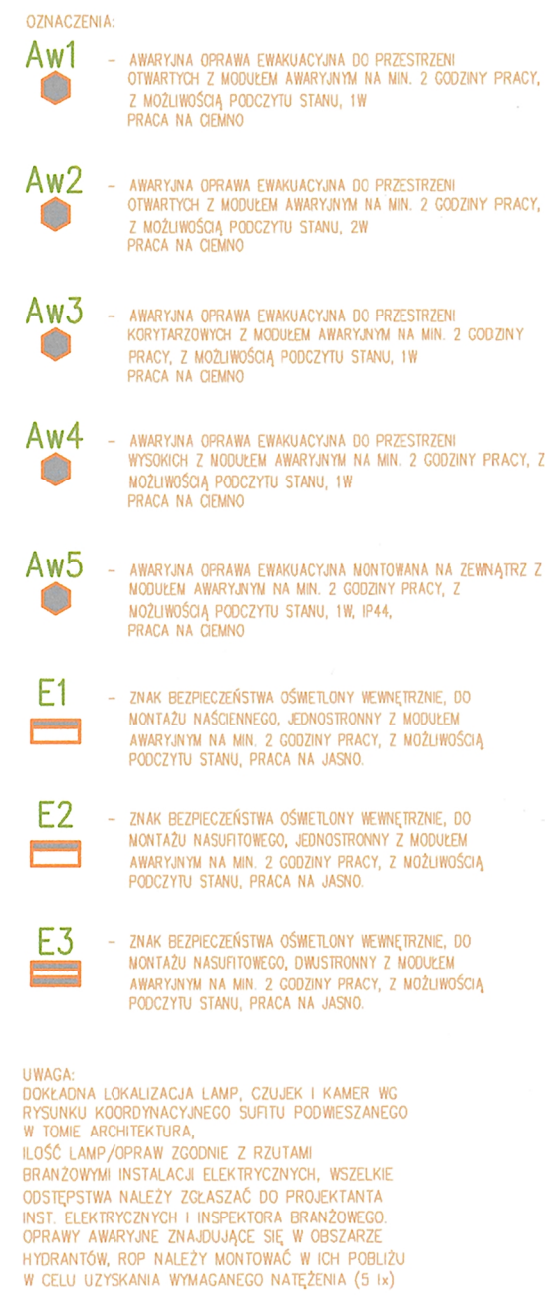 OZNACZENIA:
Aw1 - AWARYJNA OPRAWA EWAKUACYJNA DO PRZESTRZENI
OTWARTYCH Z MODUŁEM AWARYJNYM NA MIN. 2 GODZINY PRACY,
Z MOŻLIWOŚCIĄ PODCZYTU STANU, 1W
PRACA NA CIEMNO
Aw2 - AWARYJNA OPRAWA EWAKUACYJNA DO PRZESTRZENI
OTWARTYCH Z MODUŁEM AWARYJNYM NA MIN. 2 GODZINY PRACY,
Z MOŻLIWOŚCIĄ PODCZYTU STANU, 2W
PRACA NA CIEMNO
Aw3 - AWARYJNA OPRAWA EWAKUACYJNA DO PRZESTRZENI
KORYTARZOWYCH Z MODUŁEM AWARYJNYM NA MIN. 2 GODZINY
PRACY, Z MOŻLIWOŚCIĄ PODCZYTU STANU, 1W
PRACA NA CIEMNO
Aw4 - AWARYJNA OPRAWA EWAKUACYJNA DO PRZESTRZENI
WYSOKICH Z MODUŁEM AWARYJNYM NA MIN. 2 GODZINY PRACY, Z
MOŻLIWOŚCIĄ PODCZYTU STANU, 1W
PRACA NA CIEMNO
Aw5 - AWARYJNA OPRAWA EWAKUACYJNA MONTOWANA NA ZEWNĄTRZ Z
MODUŁEM AWARYJNYM NA MIN. 2 GODZINY PRACY, Z
MOŻLIWOŚCIĄ PODCZYTU STANU, 1W, IP44,
PRACA NA CIEMNO
E1 - ZNAK BEZPIECZEŃSTWA OŚWIETLONY WEWNĘTRZNIE, DO
MONTAŻU NAŚCIENNEGO, JEDNOSTRONNY Z MODUŁEM
AWARYJNYM NA MIN. 2 GODZINY PRACY, Z MOŻLIWOŚCIĄ
PODCZYTU STANU, PRACA NA JASNO.
E2 - ZNAK BEZPIECZEŃSTWA OŚWIETLONY WEWNĘTRZNIE, DO
MONTAŻU NASUFITOWEGO, JEDNOSTRONNY Z MODUŁEM
AWARYJNYM NA MIN. 2 GODZINY PRACY, Z MOŻLIWOŚCIĄ
PODCZYTU STANU, PRACA NA JASNO.
E3 - ZNAK BEZPIECZEŃSTWA OŚWIETLONY WEWNĘTRZNIE, DO
MONTAŻU NASUFITOWEGO, DWUSTRONNY Z MODUŁEM
AWARYJNYM NA MIN. 2 GODZINY PRACY, Z MOŻLIWOŚCIĄ
PODCZYTU STANU, PRACA NA JASNO.
UWAGA:
DOKŁADNA LOKALIZACJA LAMP, CZUJEK I KAMER WG
RYSUNKU KOORDYNACYJNEGO SUFITU PODWIESZANEGO
W TOMIE ARCHITEKTURA,
ILOŚĆ LAMP/OPRAW ZGODNIE Z RZUTAMI
BRANŻOWYMI INSTALACJI ELEKTRYCZNYCH, WSZELKIE
ODSTĘPSTWA NALEŻY ZGŁASZAĆ DO PROJEKTANTA
INST. ELEKTRYCZNYCH I INSPEKTORA BRANŻOWEGO.
OPRAWY AWARYJNE ZNAJDUJĄCE SIĘ W OBSZARZE
HYDRANTÓW, ROP NALEŻY MONTOWAĆ W ICH POBLIŻU
W CELU UZYSKANIA WYMAGANEGO NATĘŻENIA (5 lx)